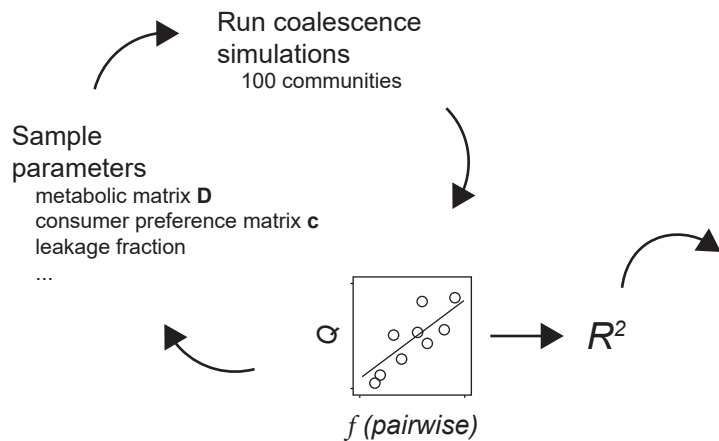 Run coalescence
simulations
100 communities
Sample
parameters
metabolic matrix D
consumer preference matrix c
leakage fraction
...
Q
f (pairwise)
R²